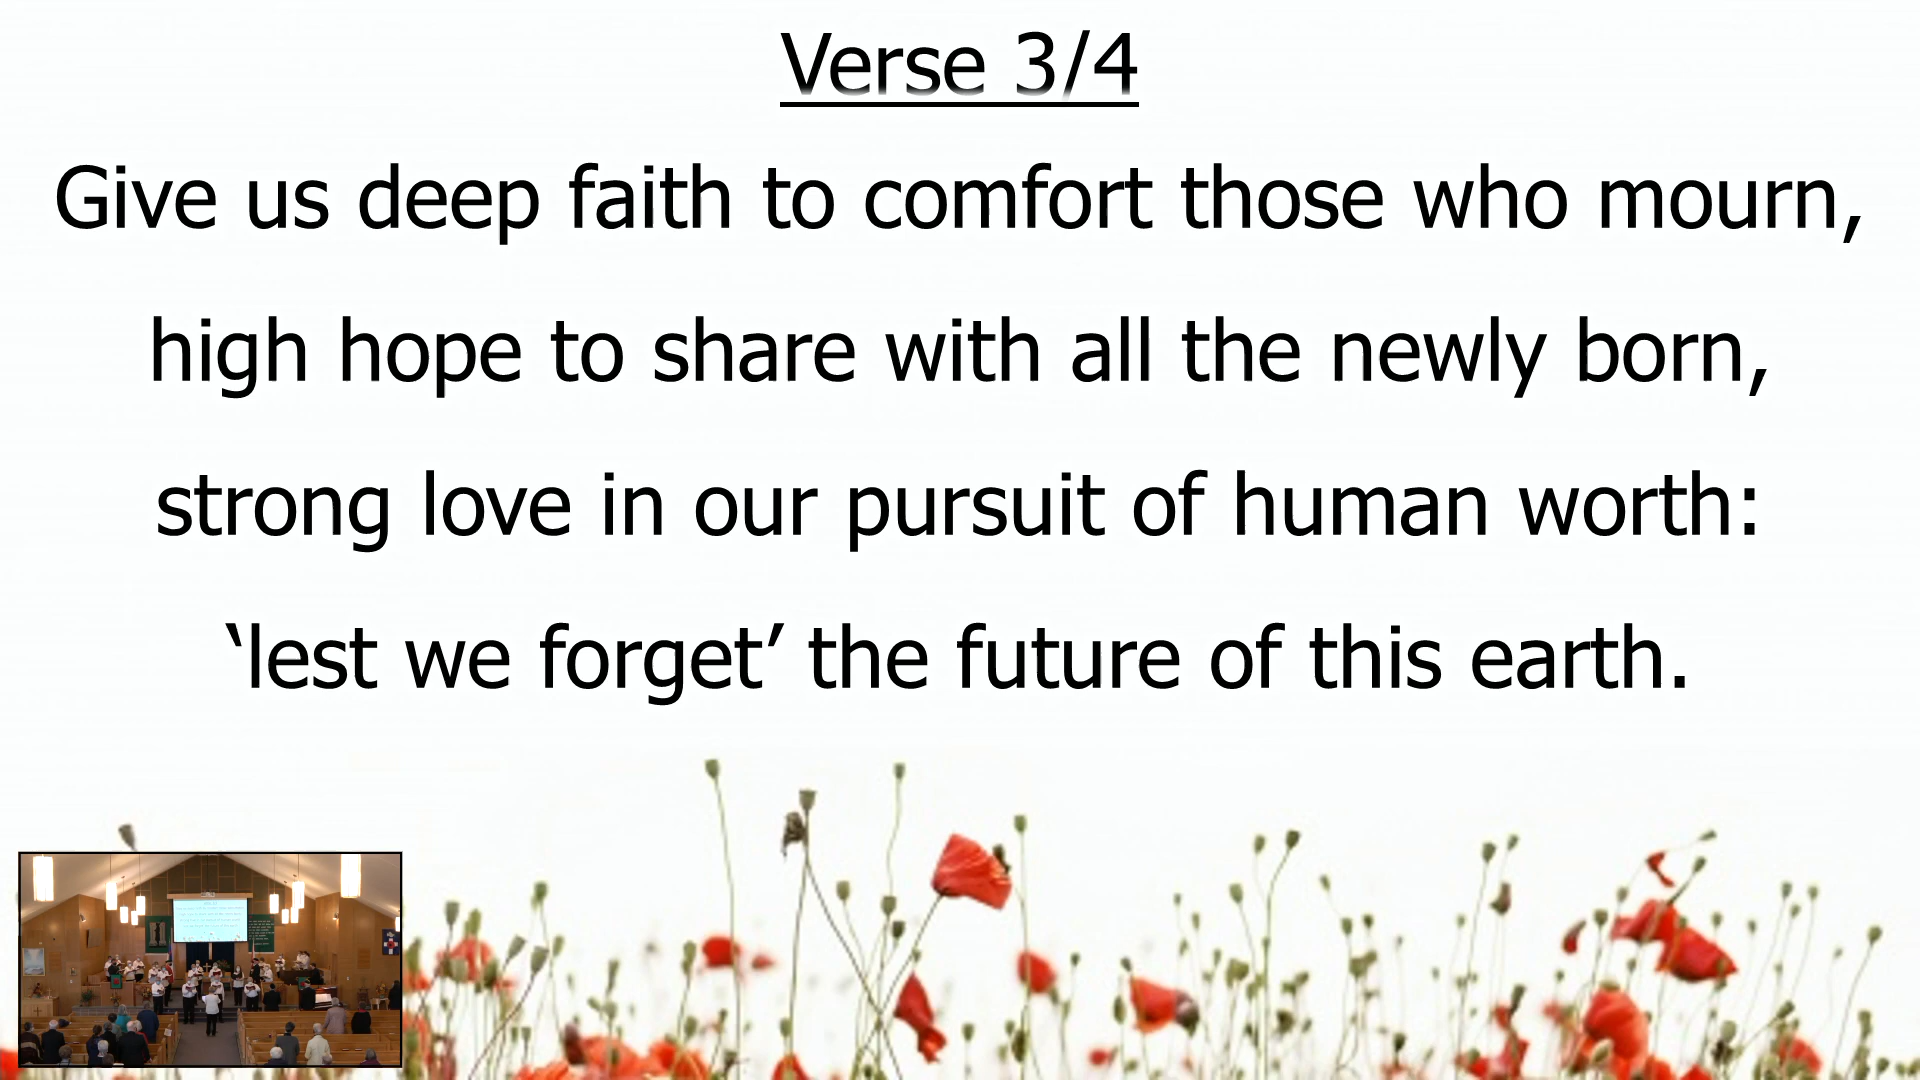 Verse 3/4
Give us deep faith to comfort those who mourn,
high hope to share with all the newly born,
strong love in our pursuit of human worth:
‘lest we forget’ the future of this earth.